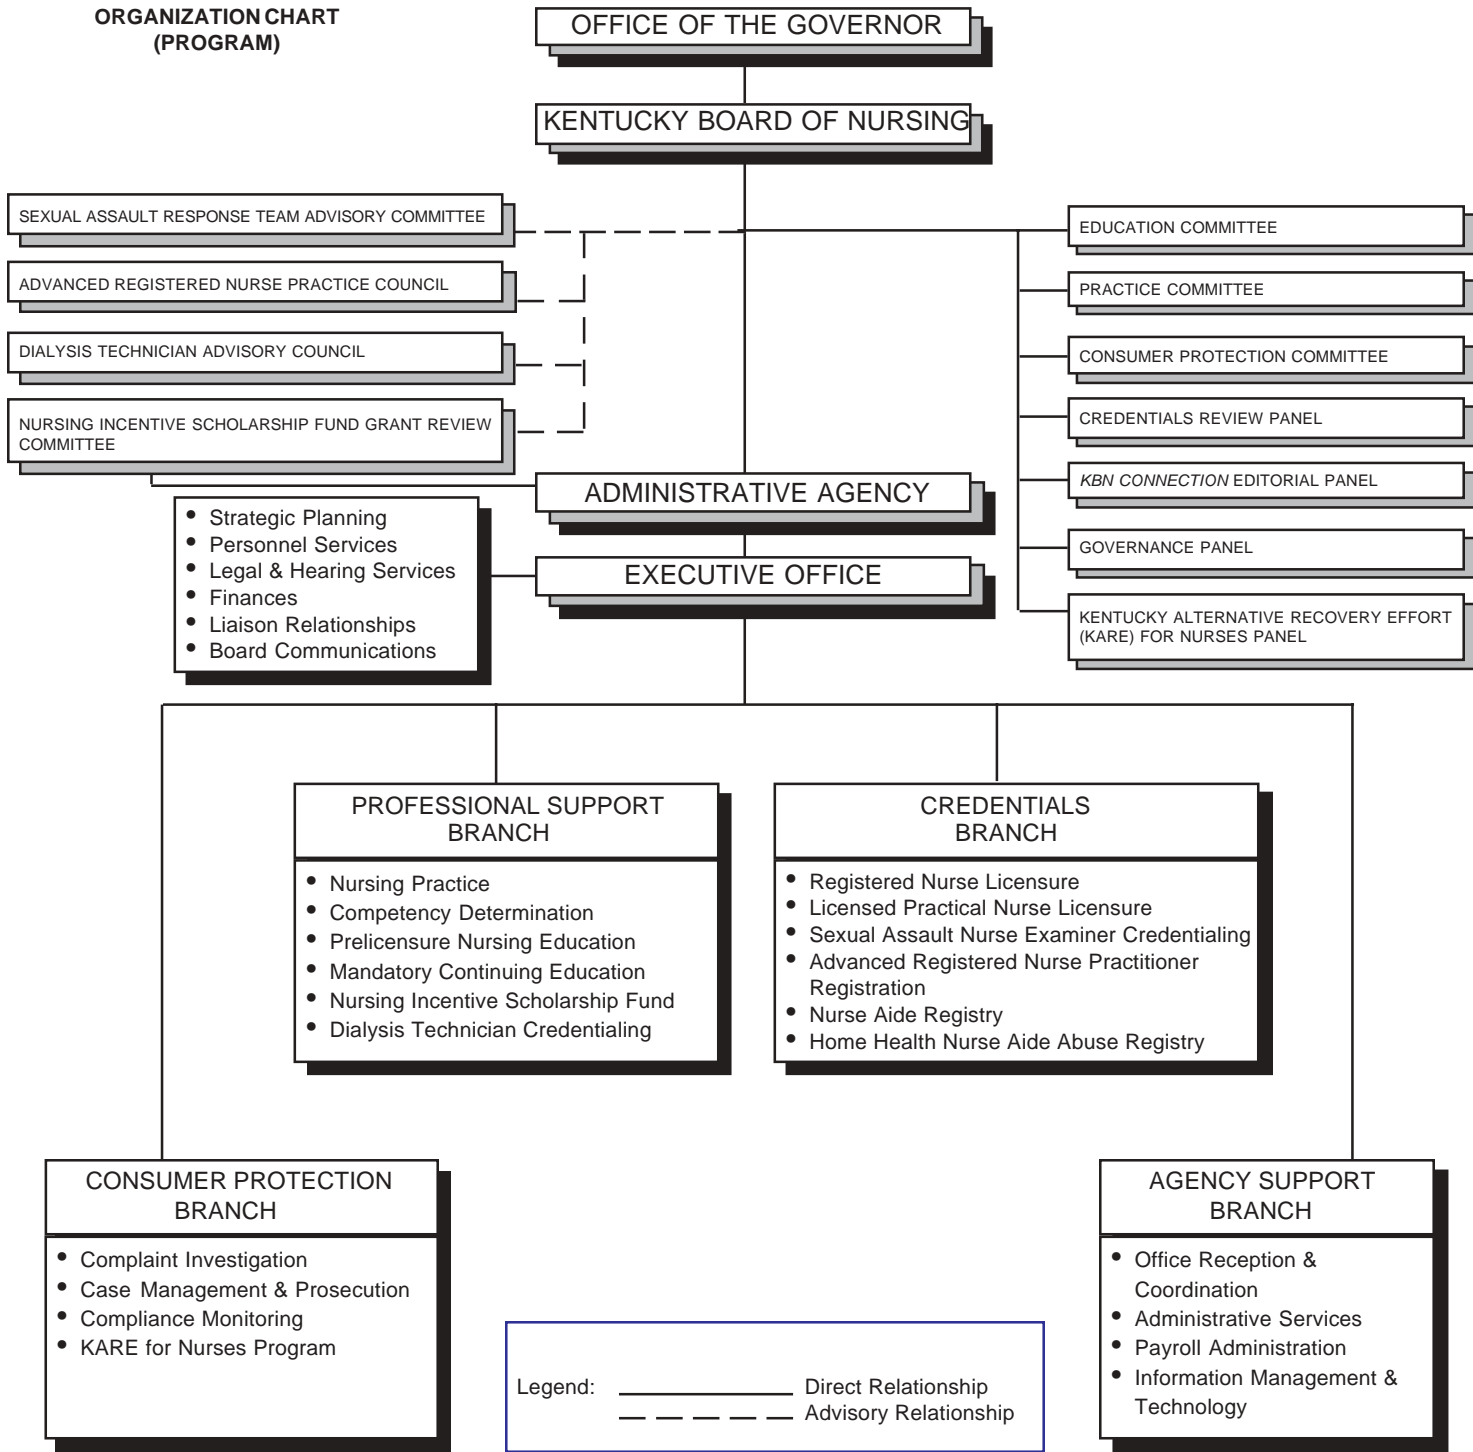 ORGANIZATION CHART
(PROGRAM)
OFFICE OF THE GOVERNOR
KENTUCKY BOARD OF NURSING
SEXUAL ASSAULT RESPONSE TEAM ADVISORY COMMITTEE
ADVANCED REGISTERED NURSE PRACTICE COUNCIL
DIALYSIS TECHNICIAN ADVISORY COUNCIL
NURSING INCENTIVE SCHOLARSHIP FUND GRANT REVIEW
COMMITTEE
EDUCATION COMMITTEE
PRACTICE COMMITTEE
CONSUMER PROTECTION COMMITTEE
CREDENTIALS REVIEW PANEL
KBN CONNECTION EDITORIAL PANEL
GOVERNANCE PANEL
KENTUCKY ALTERNATIVE RECOVERY EFFORT
(KARE) FOR NURSES PANEL
ADMINISTRATIVE AGENCY
EXECUTIVE OFFICE
• Strategic Planning
• Personnel Services
• Legal & Hearing Services
• Finances
• Liaison Relationships
• Board Communications
PROFESSIONAL SUPPORT
BRANCH
• Nursing Practice
• Competency Determination
• Prelicensure Nursing Education
• Mandatory Continuing Education
• Nursing Incentive Scholarship Fund
• Dialysis Technician Credentialing
CREDENTIALS
BRANCH
• Registered Nurse Licensure
• Licensed Practical Nurse Licensure
• Sexual Assault Nurse Examiner Credentialing
• Advanced Registered Nurse Practitioner
Registration
• Nurse Aide Registry
• Home Health Nurse Aide Abuse Registry
CONSUMER PROTECTION
BRANCH
• Complaint Investigation
• Case Management & Prosecution
• Compliance Monitoring
• KARE for Nurses Program
AGENCY SUPPORT
BRANCH
• Office Reception &
Coordination
• Administrative Services
• Payroll Administration
• Information Management &
Technology
Legend:
Direct Relationship
Advisory Relationship